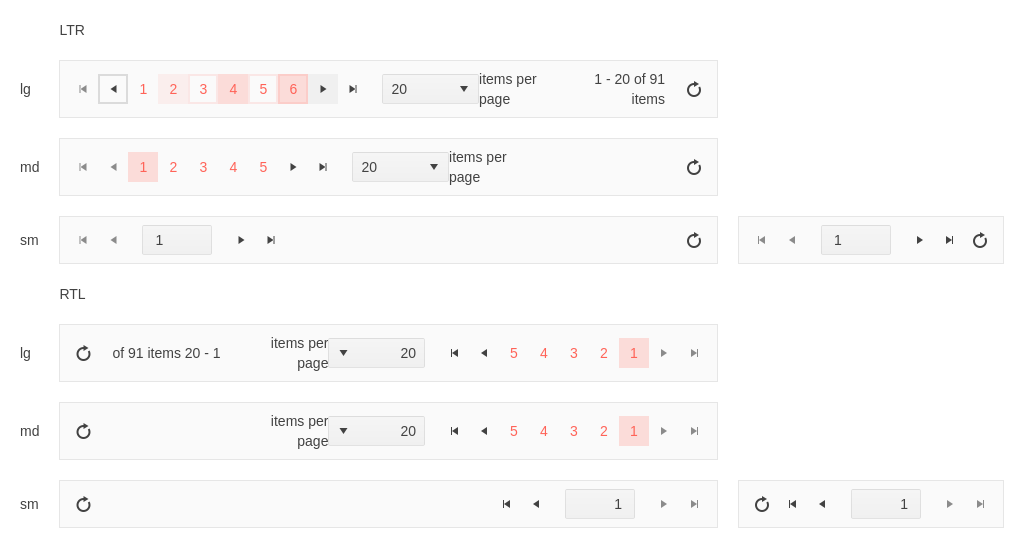 LTR
lg 1 2 3 4 5 6 20 items per page 1 - 20 of 91 items
md 1 2 3 4 5 20 items per page
sm 1 1
RTL
lg of 91 items 20 - 1 items per page 20 5 4 3 2 1
md items per page 20 5 4 3 2 1
sm 1 1